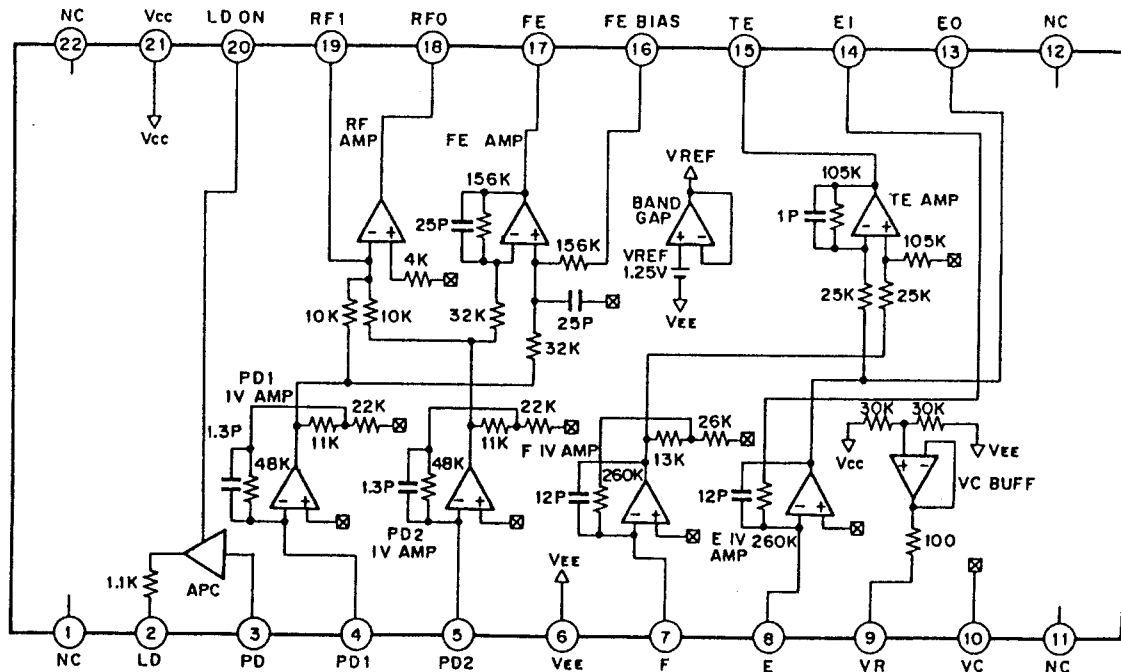 NC Vcc LD ON RF1 RFO FE FE BIAS TE EI EO NC
22 21 20 19 18 17 16 15 14 13 12
Vcc
RF AMP
FE AMP
VREF
156K
105K
25P
BAND GAP
1P
TE AMP
156K
105K
4K
VREF 1.25V
10K
10K
32K
25P
25K
25K
32K
VEE
PD1 1V AMP
22K
22K
30K
30K
1.3P
11K
11K
F IV AMP
26K
13K
Vcc
VEE
48K
48K
1.3P
260K
12P
12P
VC BUFF
PD2 1V AMP
E IV AMP
260K
100
VEE
1.1K
APC
1 2 3 4 5 6 7 8 9 10 11
NC LD PD PD1 PD2 VEE F E VR VC NC